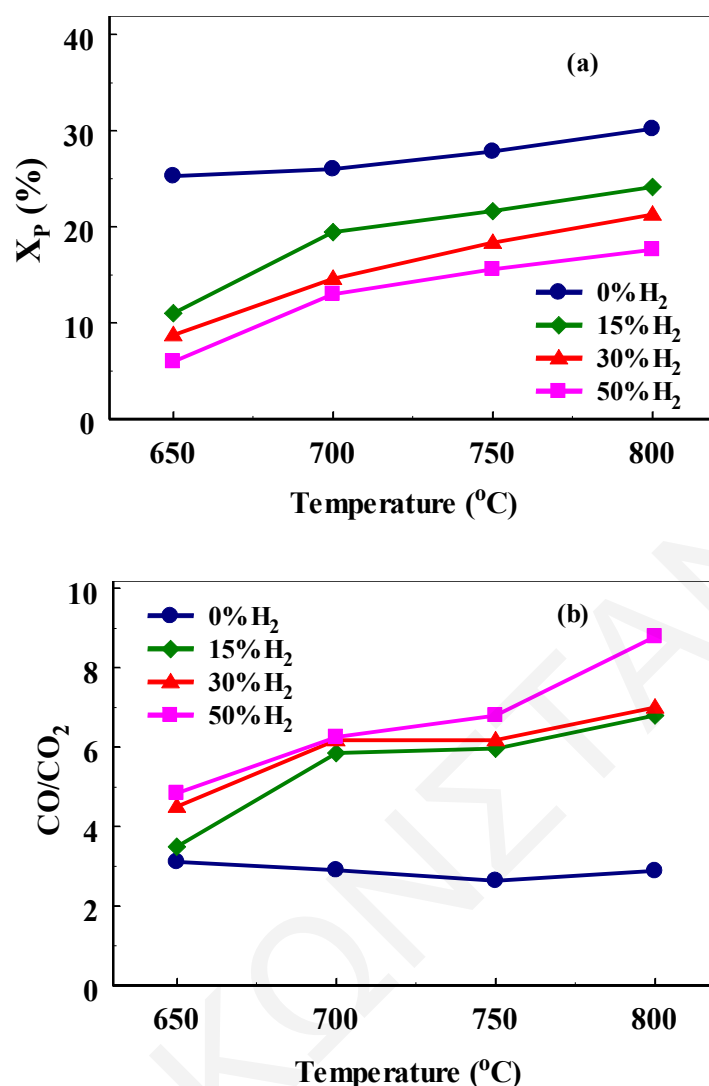 40
(a)
30
20
10
0
X_P (%)
0% H₂
15% H₂
30% H₂
50% H₂
650 700 750 800
Temperature (°C)
10
8
6
4
2
0
CO/CO₂
0% H₂
15% H₂
30% H₂
50% H₂
(b)
650 700 750 800
Temperature (°C)
ΚΩΝΣΤΑΝ